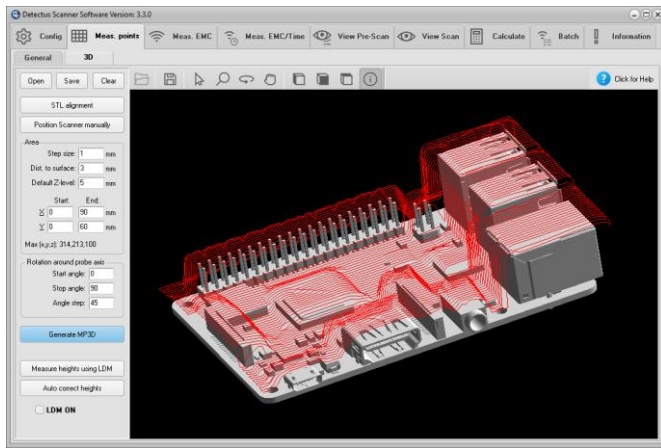 Detectus Scanner Software Version: 3.3.0
Config Meas. points Meas. EMC Meas. EMC/Time View Pre-Scan View Scan Calculate Batch Information
General 3D
Open Save Clear Click for Help
STL alignment
Position Scanner manually
Area
Step size: 1 mm
Dist. to surface: 3 mm
Default Z-level: 5 mm
Start: End:
X 0 90 mm
Y 0 60 mm
Max (x,y,z): 314,213,100
Rotation around probe axis
Start angle: 0
Stop angle: 90
Angle step: 45
Generate MP3D
Measure heights using LDM
Auto correct heights
LDM ON